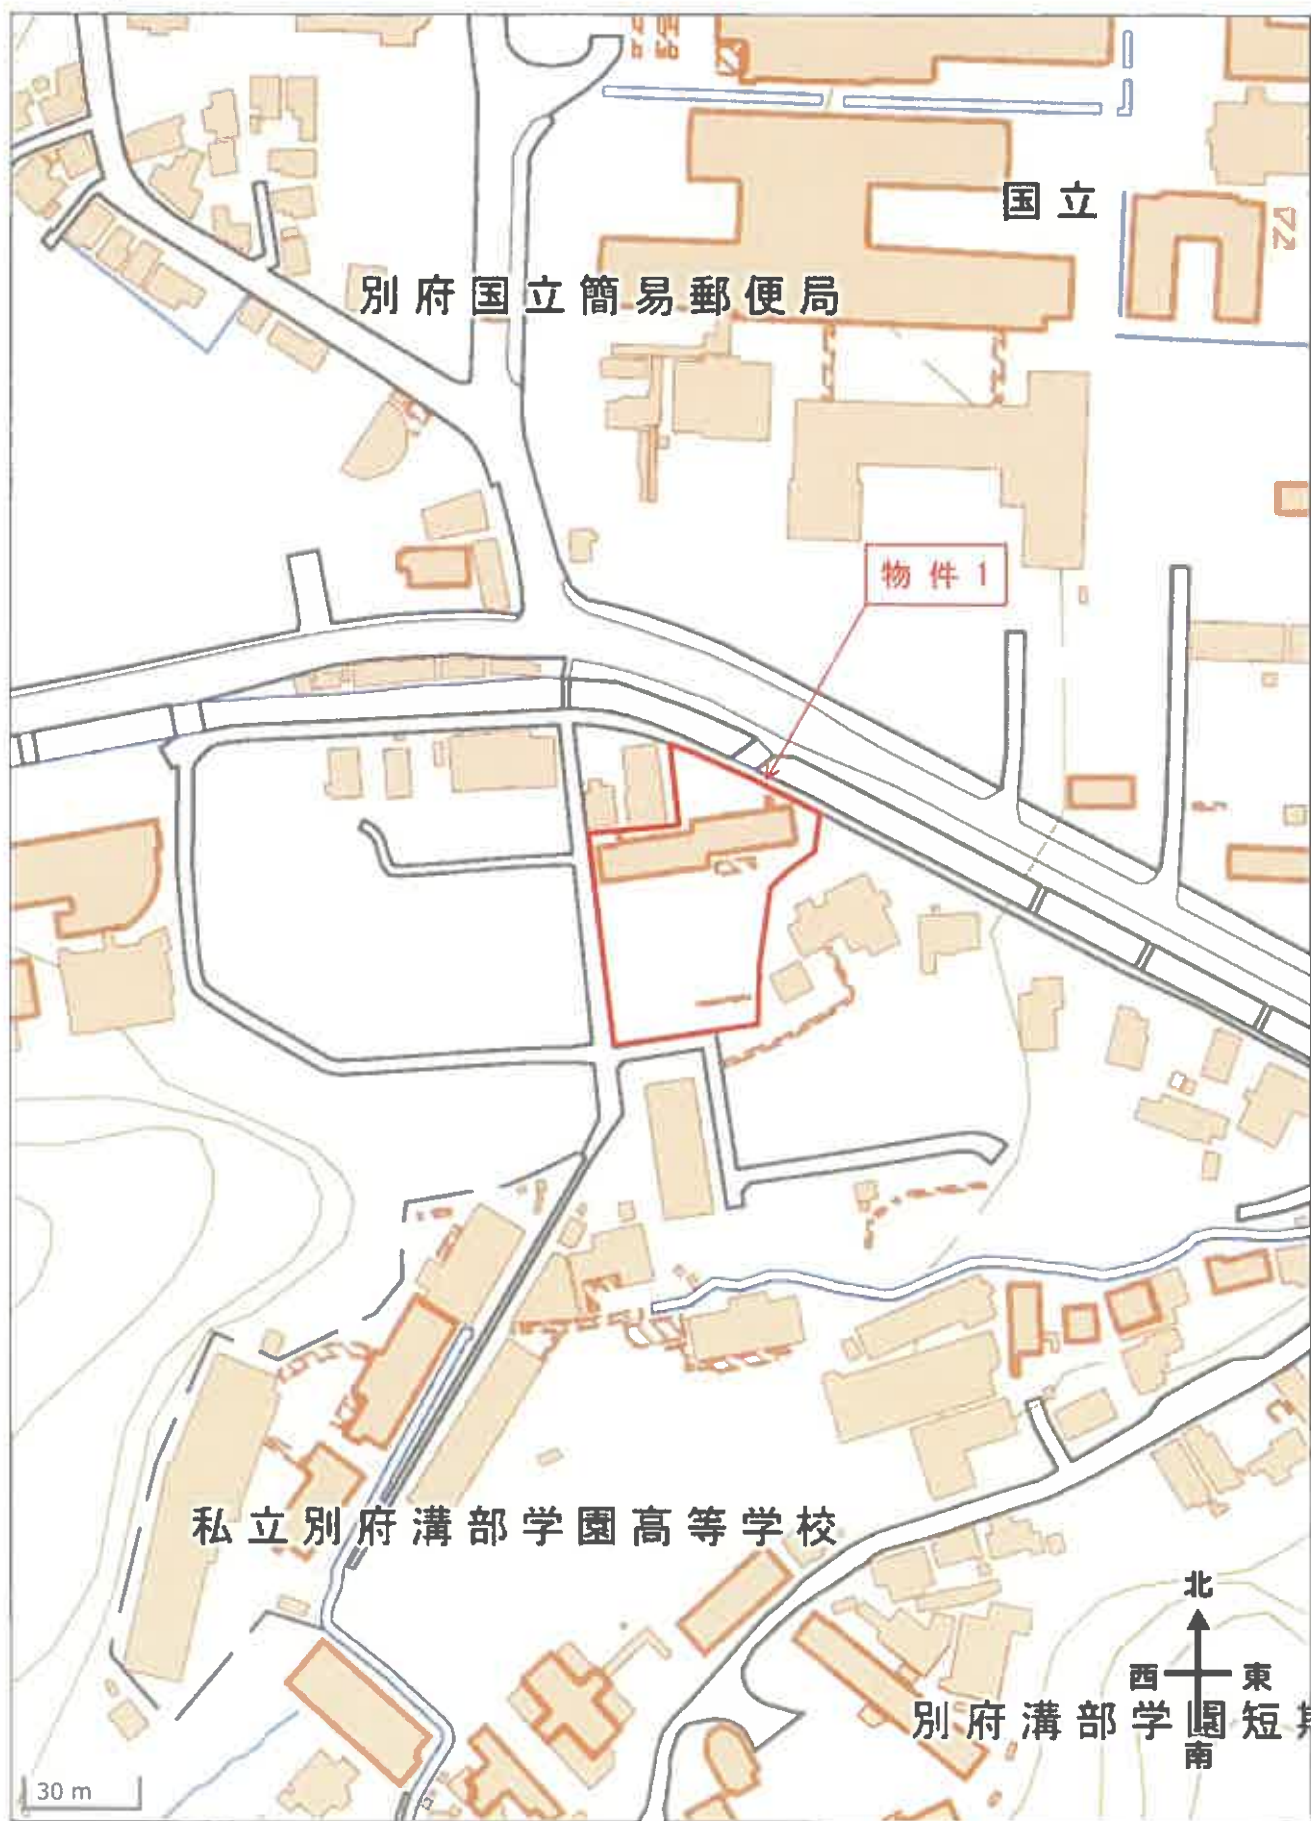 国立
別府国立簡易郵便局
物件1
私立別府溝部学園高等学校
北
西 東
別府溝部学園短
南
30 m